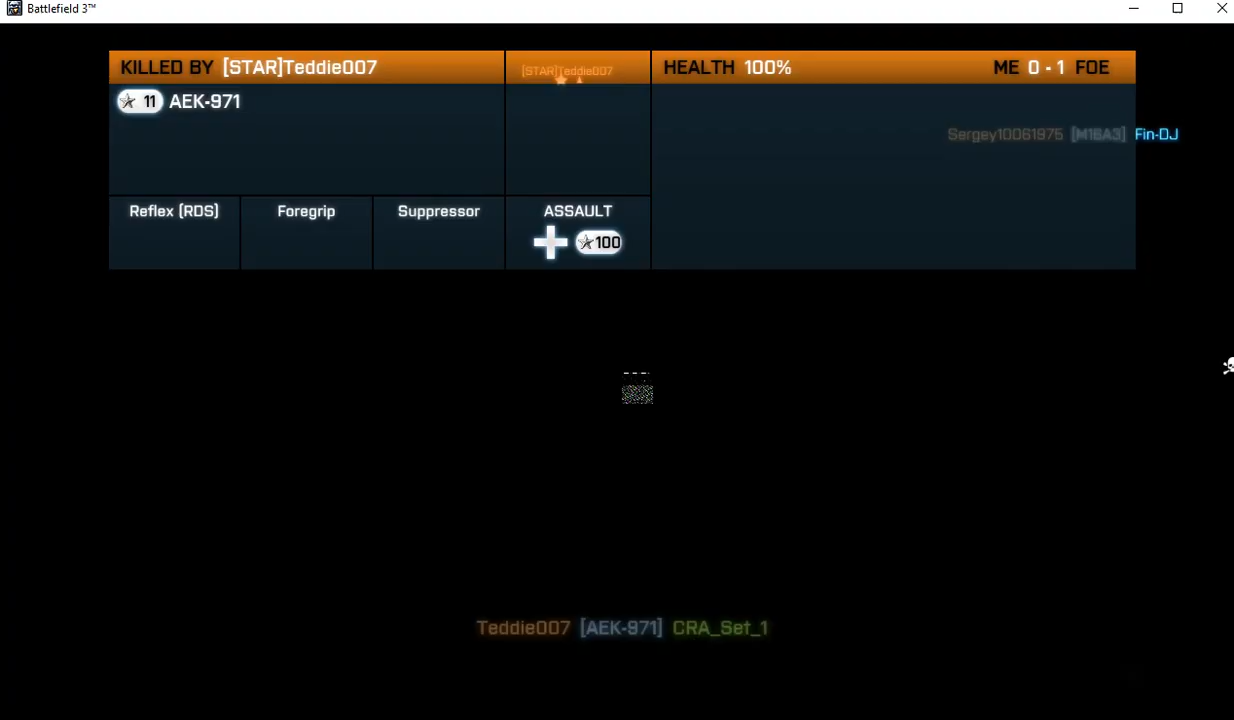 Battlefield 3™
KILLED BY [STAR]Teddie007
[STAR]Teddie007
HEALTH 100%
ME 0 - 1 FOE
11 AEK-971
Sergey10061975 [M16A3] Fin-DJ
Reflex (RDS)
Foregrip
Suppressor
ASSAULT
100
Teddie007 [AEK-971] CRA_Set_1